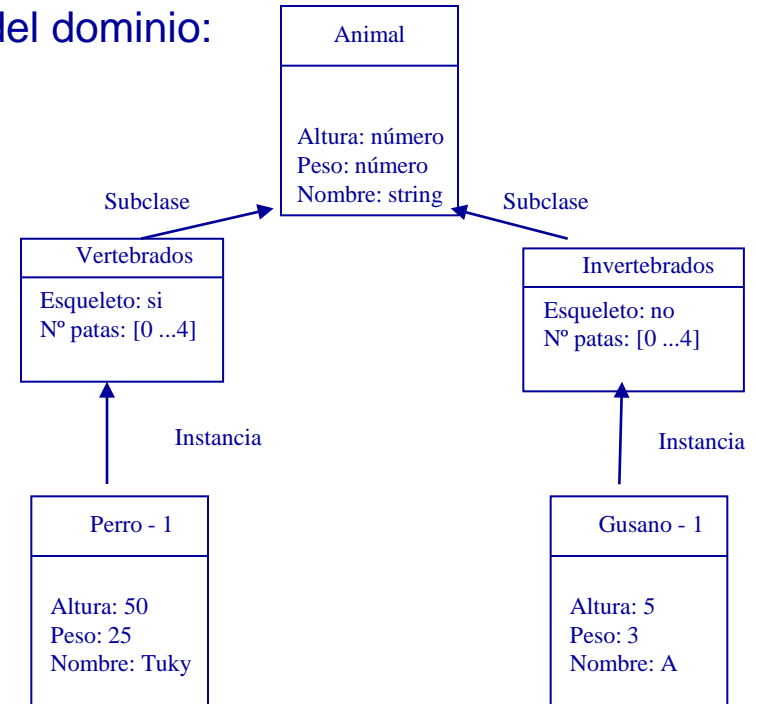 del dominio:
Animal
Altura: número
Peso: número
Nombre: string
Subclase
Subclase
Vertebrados
Esqueleto: si
Nº patas: [0 ...4]
Invertebrados
Esqueleto: no
Nº patas: [0 ...4]
Instancia
Instancia
Perro - 1
Altura: 50
Peso: 25
Nombre: Tuky
Gusano - 1
Altura: 5
Peso: 3
Nombre: A